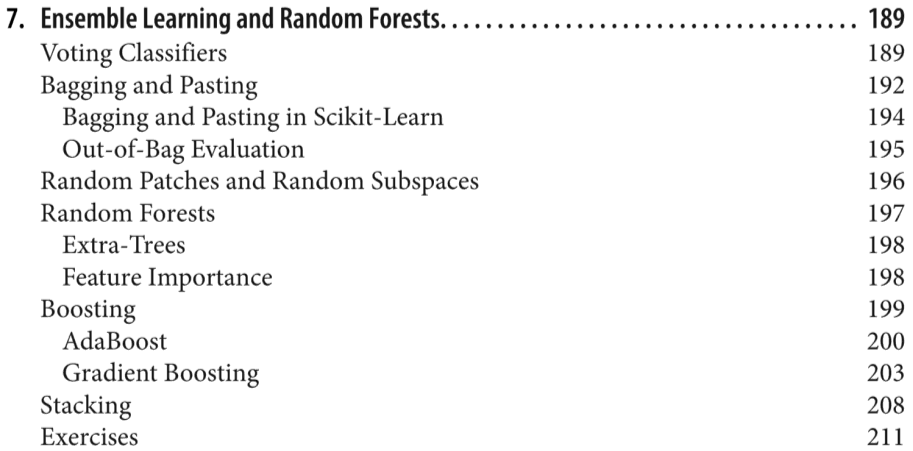 7. Ensemble Learning and Random Forests. . . . . . . . . . . . . . . . . . . . . . . . . . . . . . . . . . . . . 189
Voting Classifiers 189
Bagging and Pasting 192
Bagging and Pasting in Scikit-Learn 194
Out-of-Bag Evaluation 195
Random Patches and Random Subspaces 196
Random Forests 197
Extra-Trees 198
Feature Importance 198
Boosting 199
AdaBoost 200
Gradient Boosting 203
Stacking 208
Exercises 211